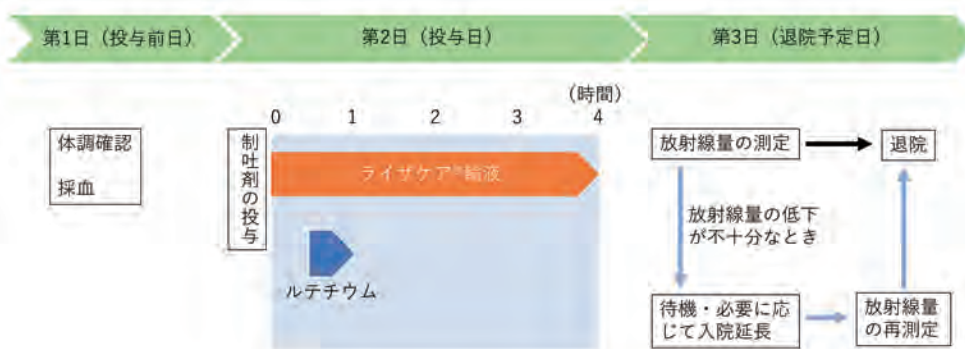 第1日（投与前日）
第2日（投与日）
第3日（退院予定日）
（時間）
0 1 2 3 4
体調確認
採血
制吐剤の投与
ライザケア®輸液
ルテチウム
放射線量の測定
退院
放射線量の低下
が不十分なとき
待機・必要に応
じて入院延長
放射線量
の再測定